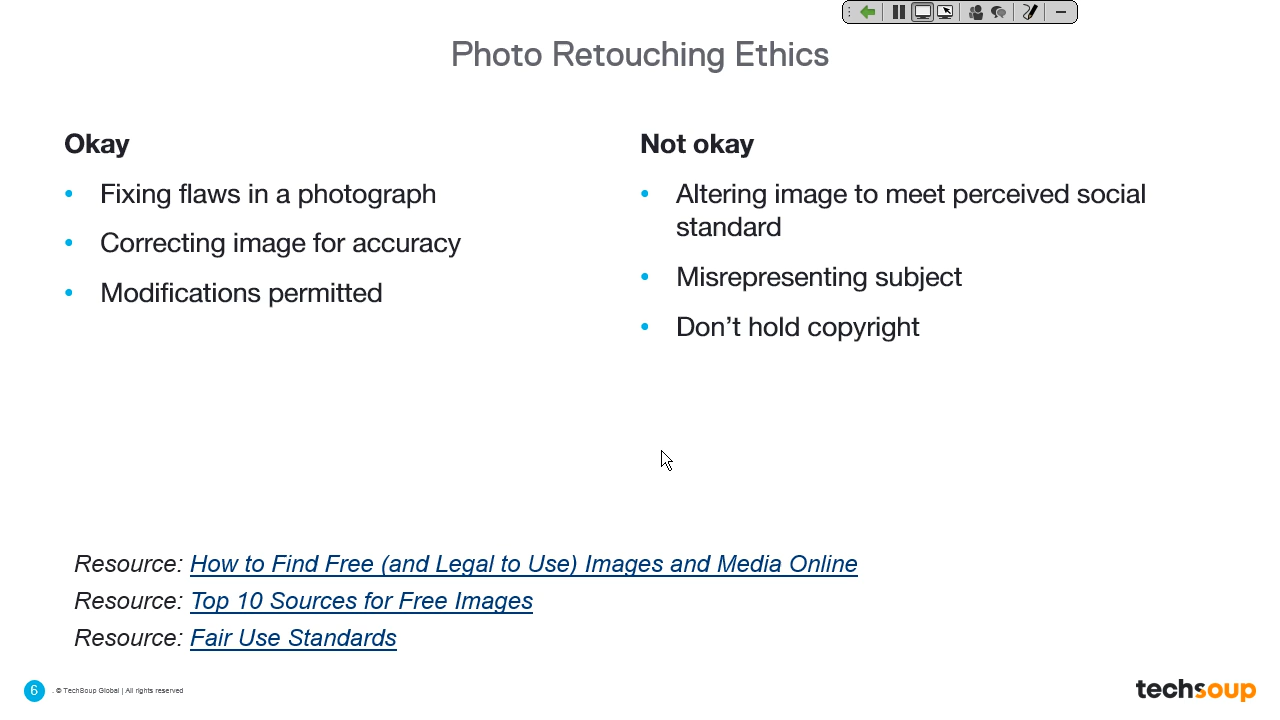 Photo Retouching Ethics
Okay
• Fixing flaws in a photograph
• Correcting image for accuracy
• Modifications permitted
Not okay
• Altering image to meet perceived social
standard
• Misrepresenting subject
• Don’t hold copyright
Resource: How to Find Free (and Legal to Use) Images and Media Online
Resource: Top 10 Sources for Free Images
Resource: Fair Use Standards
6 . © TechSoup Global | All rights reserved
techsoup